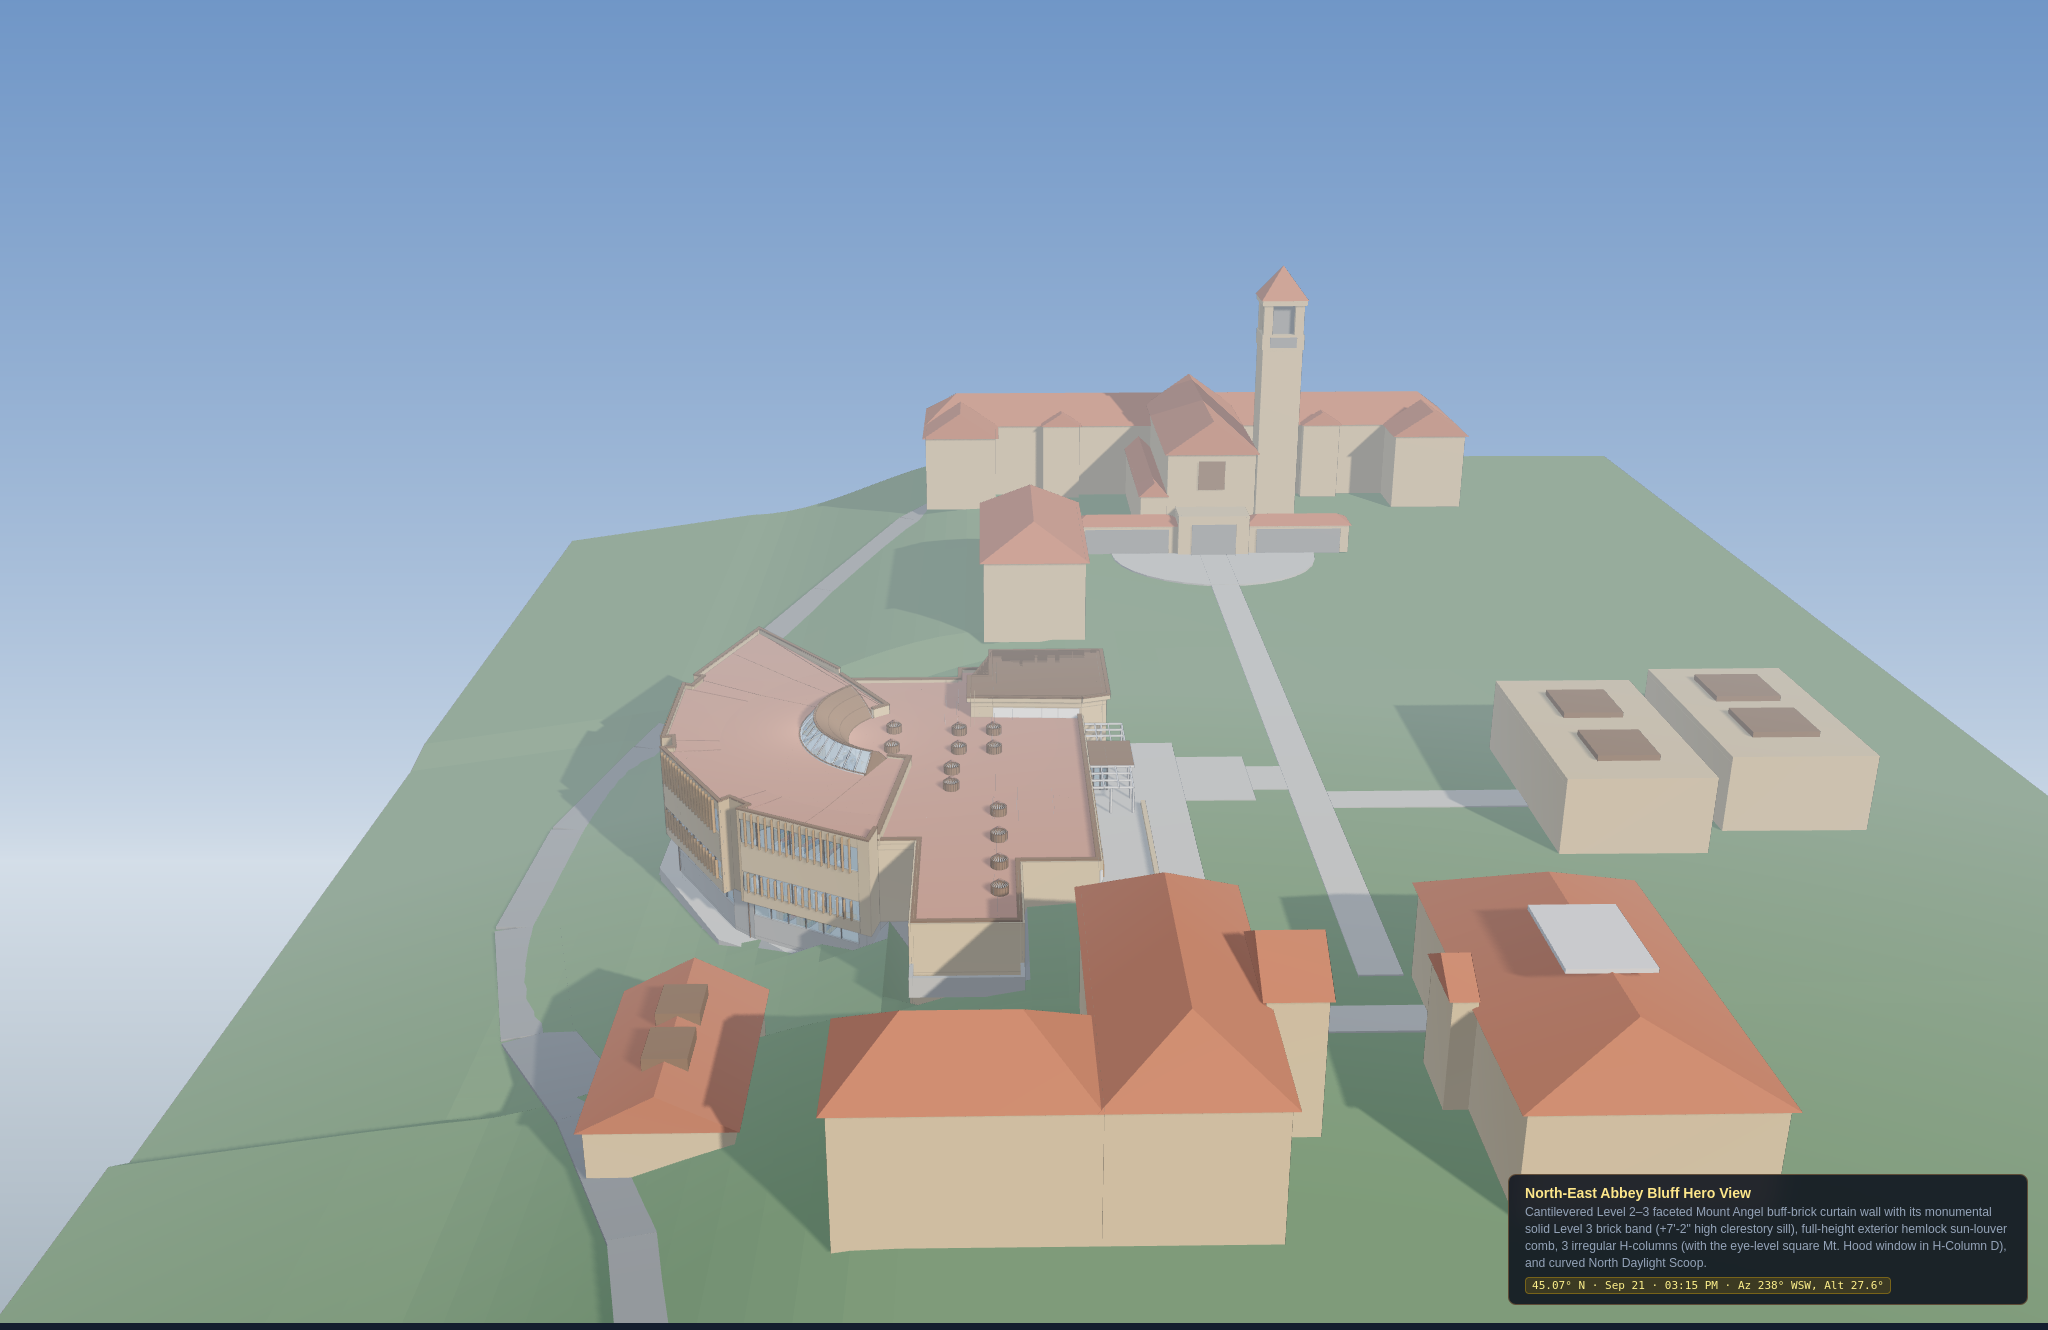 North-East Abbey Bluff Hero View
Cantilevered Level 2–3 faceted Mount Angel buff-brick curtain wall with its monumental
solid Level 3 brick band (+7'-2" high clerestory sill), full-height exterior hemlock sun-louver
comb, 3 irregular H-columns (with the eye-level square Mt. Hood window in H-Column D),
and curved North Daylight Scoop.
45.07° N · Sep 21 · 03:15 PM · Az 238° WSW, Alt 27.6°